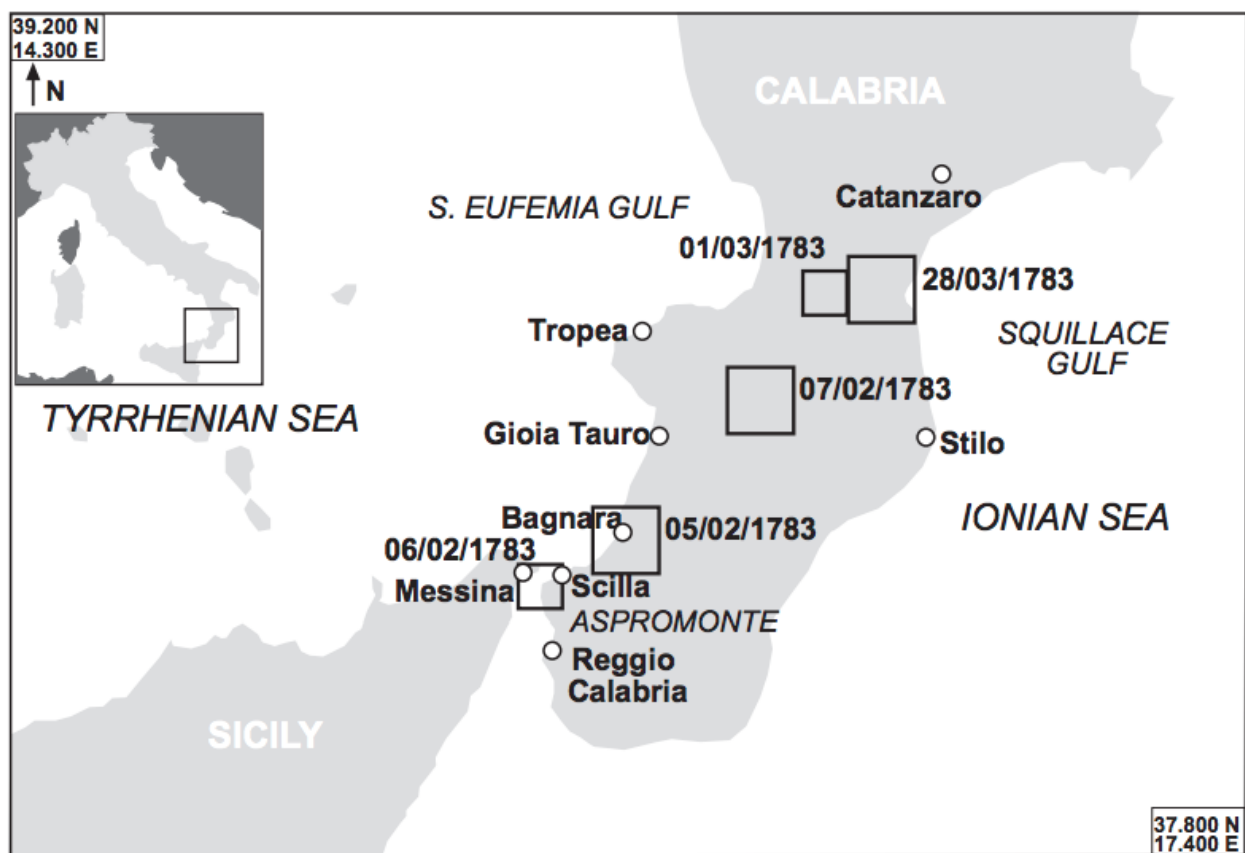 39.200 N
14.300 E
N
CALABRIA
Catanzaro
S. EUFEMIA GULF
01/03/1783
28/03/1783
SQUILLACE
GULF
Tropea
07/02/1783
TYRRHENIAN SEA
Gioia Tauro
Stilo
IONIAN SEA
Bagnara
05/02/1783
06/02/1783
Messina
Scilla
ASPROMONTE
Reggio
Calabria
SICILY
37.800 N
17.400 E